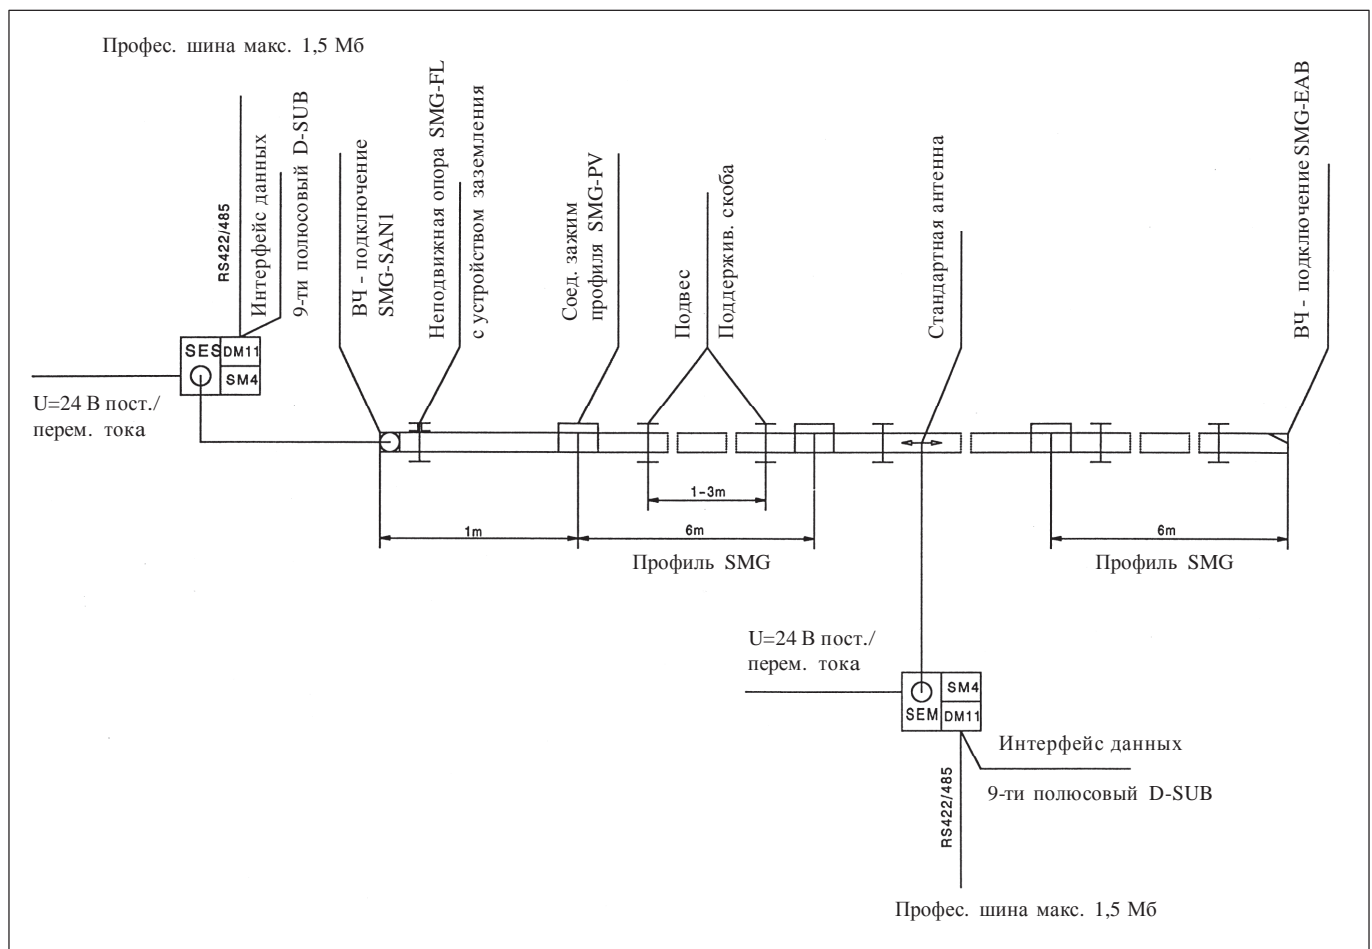 Профес. шина макс. 1,5 Мб
RS422/485
Интерфейс данных
9-ти полюсовый D-SUB
ВЧ - подключение
SMG-SAN1
Неподвижная опора SMG-FL
с устройством заземления
Соед. зажим
профиля SMG-PV
Подвес
Поддержив. скоба
Стандартная антенна
ВЧ - подключение SMG-EAB
SES
DM11
SM4
U=24 В пост./
перем. тока
1-3m
1m
6m
6m
Профиль SMG
Профиль SMG
U=24 В пост./
перем. тока
SM4
SEM
DM11
Интерфейс данных
9-ти полюсовый D-SUB
RS422/485
Профес. шина макс. 1,5 Мб